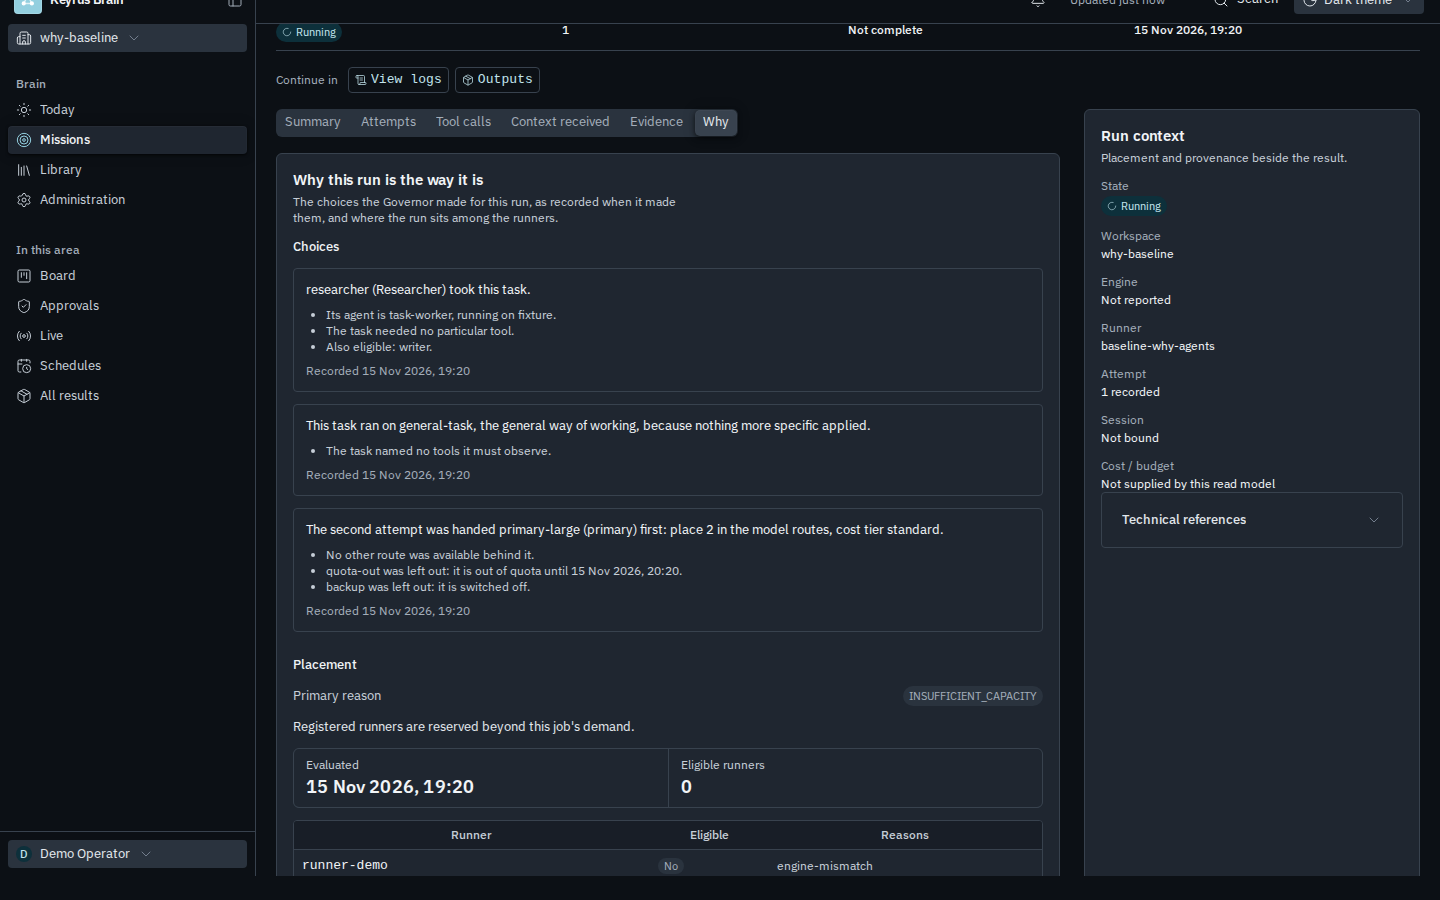 Keyrus Brain
Updated just now
Search
Dark theme
why-baseline
Running
1
Not complete
15 Nov 2026, 19:20
Brain
Today
Missions
Library
Administration
In this area
Board
Approvals
Live
Schedules
All results
D Demo Operator
Continue in
View logs
Outputs
Summary
Attempts
Tool calls
Context received
Evidence
Why
Why this run is the way it is
The choices the Governor made for this run, as recorded when it made
them, and where the run sits among the runners.
Choices
researcher (Researcher) took this task.
• Its agent is task-worker, running on fixture.
• The task needed no particular tool.
• Also eligible: writer.
Recorded 15 Nov 2026, 19:20
This task ran on general-task, the general way of working, because nothing more specific applied.
• The task named no tools it must observe.
Recorded 15 Nov 2026, 19:20
The second attempt was handed primary-large (primary) first: place 2 in the model routes, cost tier standard.
• No other route was available behind it.
• quota-out was left out: it is out of quota until 15 Nov 2026, 20:20.
• backup was left out: it is switched off.
Recorded 15 Nov 2026, 19:20
Placement
Primary reason
INSUFFICIENT_CAPACITY
Registered runners are reserved beyond this job's demand.
Evaluated
15 Nov 2026, 19:20
Eligible runners
0
Runner Eligible Reasons
runner-demo No engine-mismatch
Run context
Placement and provenance beside the result.
State
Running
Workspace
why-baseline
Engine
Not reported
Runner
baseline-why-agents
Attempt
1 recorded
Session
Not bound
Cost / budget
Not supplied by this read model
Technical references